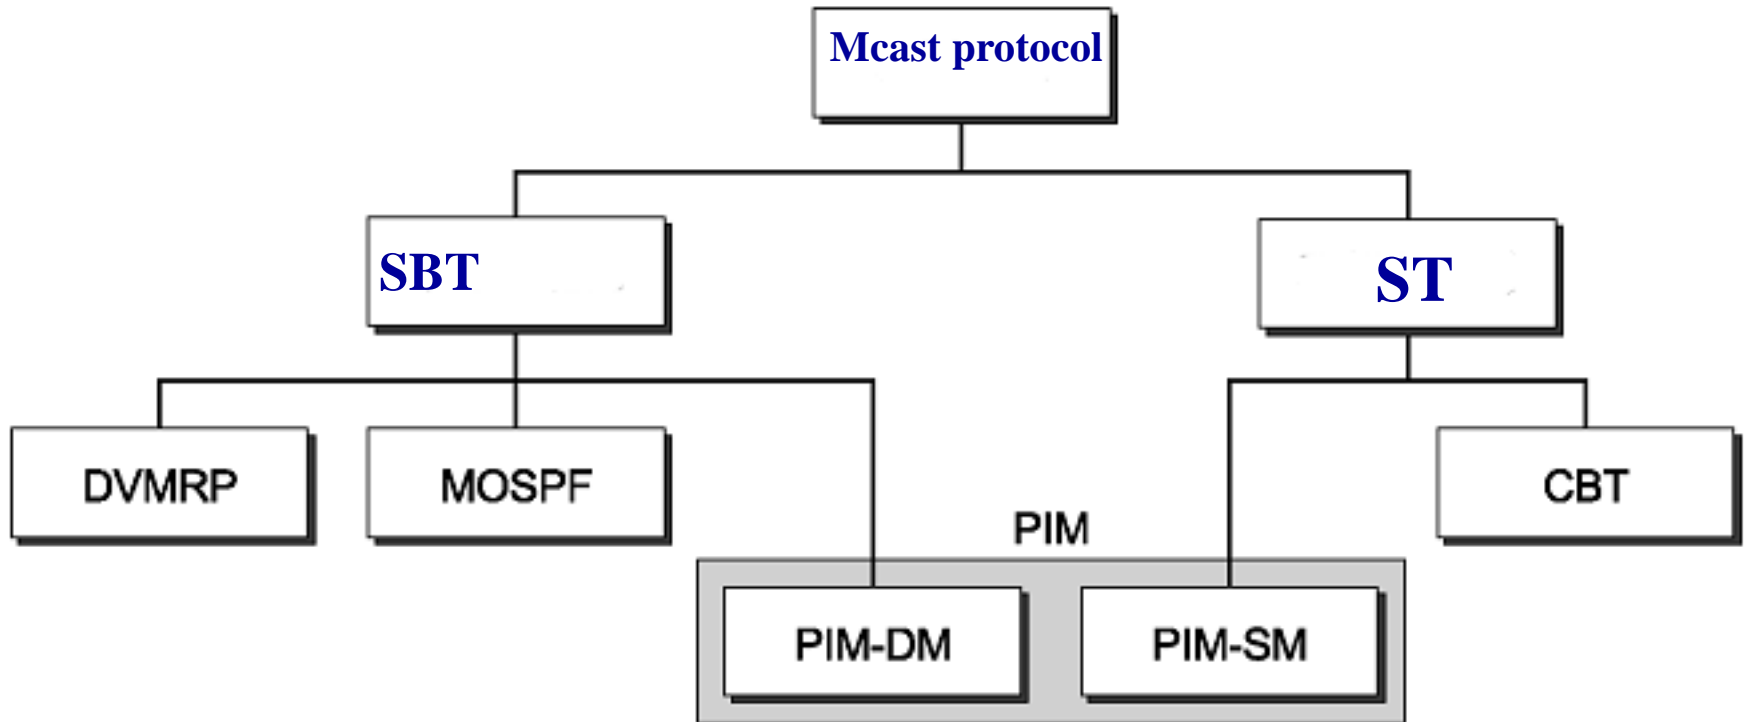 Mcast protocol
SBT
ST
DVMRP
MOSPF
CBT
PIM
PIM-DM
PIM-SM